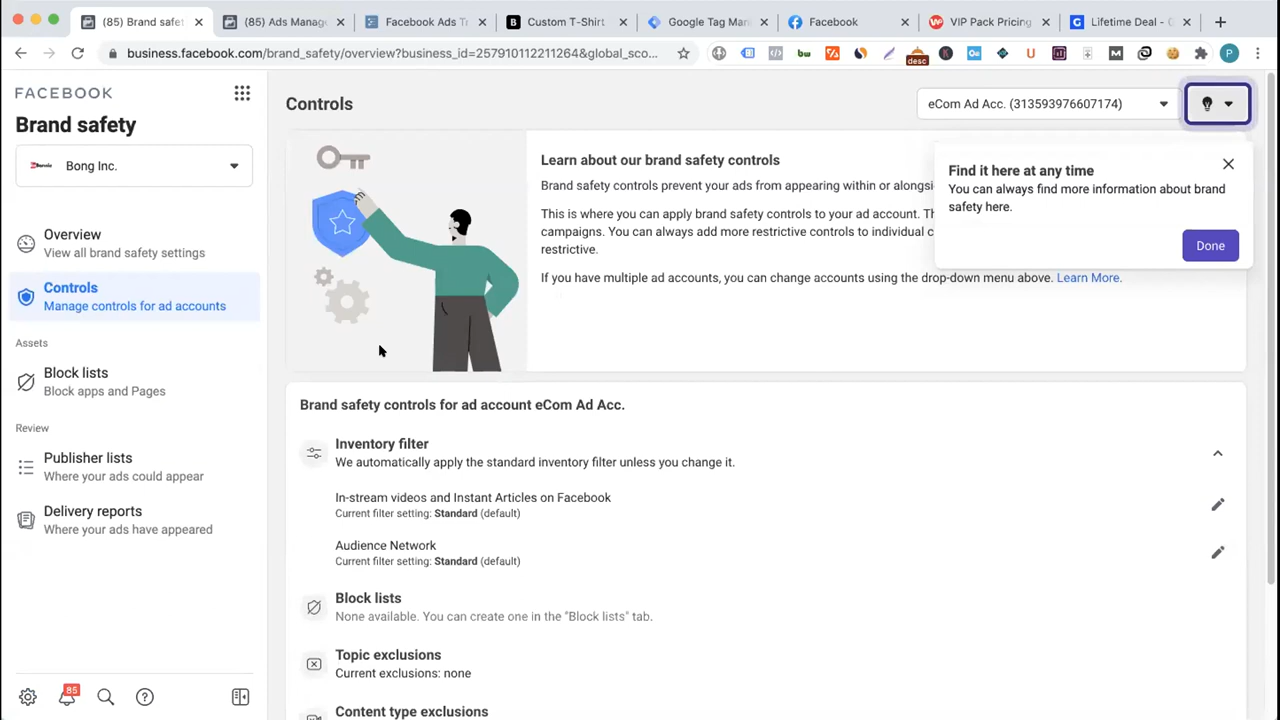 (85) Brand safet
(85) Ads Manag
Facebook Ads Tr
Custom T-Shirt
Google Tag Man
Facebook
VIP Pack Pricing
Lifetime Deal - G
business.facebook.com/brand_safety/overview?business_id=257910112211264&global_sco...
desc
P
FACEBOOK
Brand safety
Bong Inc.
Overview
View all brand safety settings
Controls
Manage controls for ad accounts
Assets
Block lists
Block apps and Pages
Review
Publisher lists
Where your ads could appear
Delivery reports
Where your ads have appeared
85
Controls
eCom Ad Acc. (313593976607174)
Learn about our brand safety controls
Brand safety controls prevent your ads from appearing within or alongsi
This is where you can apply brand safety controls to your ad account. Th
campaigns. You can always add more restrictive controls to individual c
restrictive.
If you have multiple ad accounts, you can change accounts using the drop-down menu above. Learn More.
Find it here at any time
You can always find more information about brand
safety here.
Done
Brand safety controls for ad account eCom Ad Acc.
Inventory filter
We automatically apply the standard inventory filter unless you change it.
In-stream videos and Instant Articles on Facebook
Current filter setting: Standard (default)
Audience Network
Current filter setting: Standard (default)
Block lists
None available. You can create one in the "Block lists" tab.
Topic exclusions
Current exclusions: none
Content type exclusions